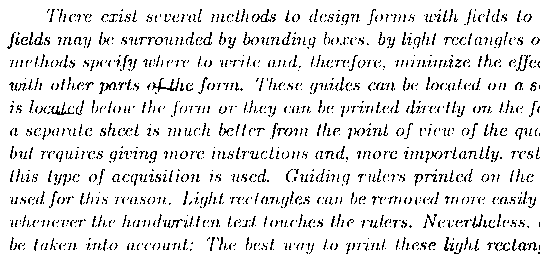 There exist several methods to design forms with fields to
fields may be surrounded by bounding boxes, by light rectangles o
methods specify where to write and, therefore, minimize the effec
with other parts of the form. These guides can be located on a s
is located below the form or they can be printed directly on the fo
a separate sheet is much better from the point of view of the qua
but requires giving more instructions and, more importantly, rest
this type of acquisition is used. Guiding rulers printed on the
used for this reason. Light rectangles can be removed more easily
whenever the handwritten text touches the rulers. Nevertheless,
be taken into account: The best way to print these light rectang